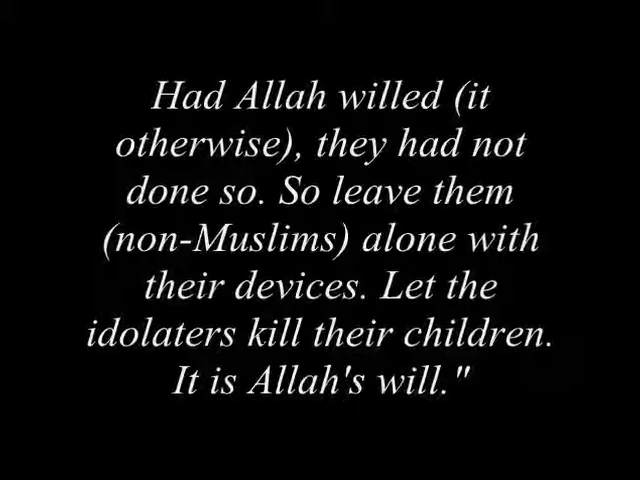 Had Allah willed (it
otherwise), they had not
done so. So leave them
(non-Muslims) alone with
their devices. Let the
idolaters kill their children.
It is Allah's will."